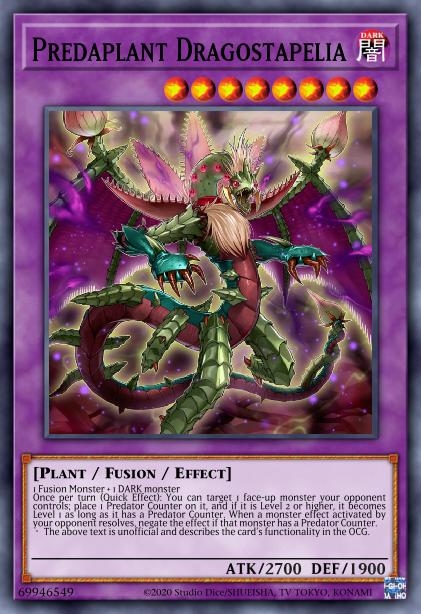 PREDAPLANT DRAGOSTAPELIA
DARK
闇
[PLANT / FUSION / EFFECT]
1 Fusion Monster + 1 DARK monster
Once per turn (Quick Effect): You can target 1 face-up monster your opponent
controls; place 1 Predator Counter on it, and if it is Level 2 or higher, it becomes
Level 1 as long as it has a Predator Counter. When a monster effect activated by
your opponent resolves, negate the effect if that monster has a Predator Counter.
* The above text is unofficial and describes the card's functionality in the OCG.
ATK/2700 DEF/1900
69946549
©2020 Studio Dice/SHUEISHA, TV TOKYO, KONAMI